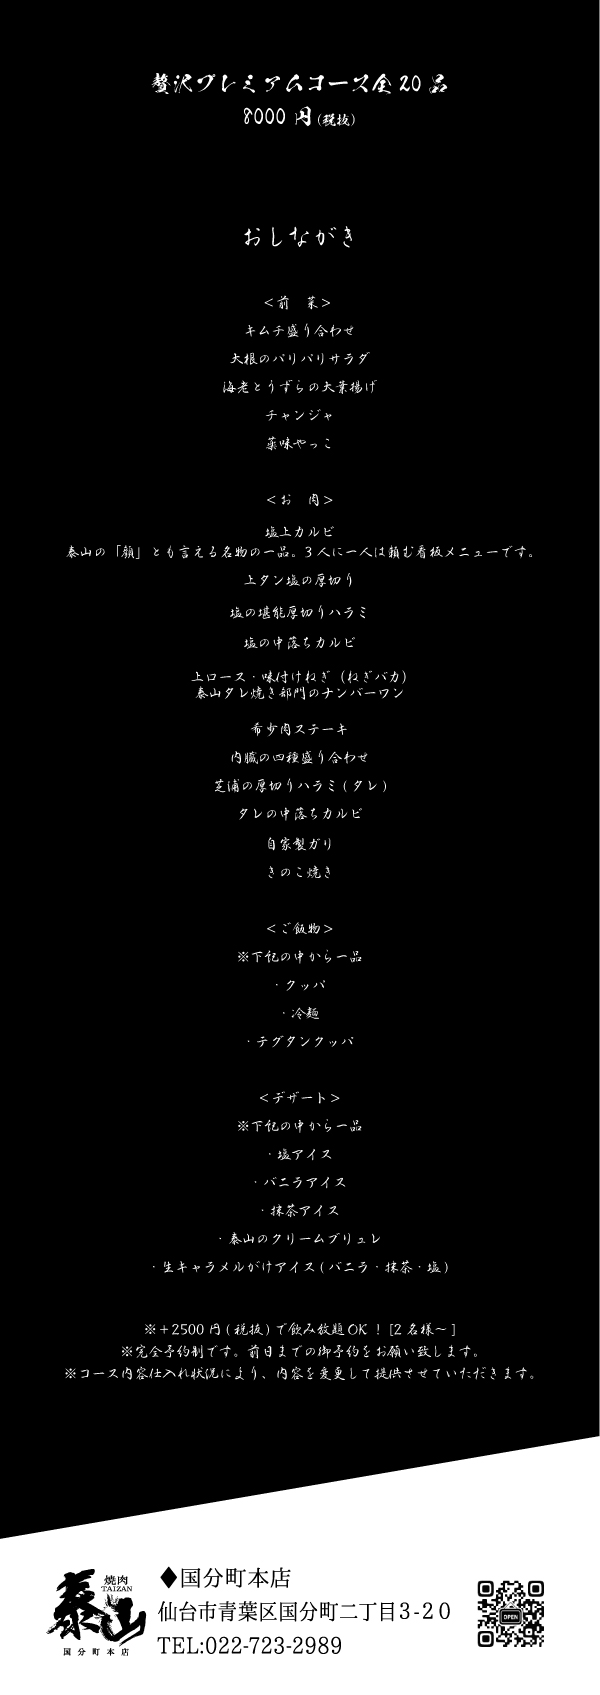 贅沢プレミアムコース全20品
8000円(税抜)
おしながき
＜前　菜＞
キムチ盛り合わせ
大根のパリパリサラダ
海老とうずらの大葉揚げ
チャンジャ
薬味やっこ
＜お　肉＞
塩上カルビ
泰山の「顔」とも言える名物の一品。3人に一人は頼む看板メニューです。
上タン塩の厚切り
塩の堪能厚切りハラミ
塩の中落ちカルビ
上ロース・味付けねぎ（ねぎバカ）
泰山タレ焼き部門のナンバーワン
希少肉ステーキ
内臓の四種盛り合わせ
芝浦の厚切りハラミ(タレ)
タレの中落ちカルビ
自家製ガリ
きのこ焼き
＜ご飯物＞
※下記の中から一品
・クッパ
・冷麺
・テグタンクッパ
＜デザート＞
※下記の中から一品
・塩アイス
・バニラアイス
・抹茶アイス
・泰山のクリームブリュレ
・生キャラメルがけアイス(バニラ・抹茶・塩)
※＋2500円(税抜)で飲み放題OK！[2名様～]
※完全予約制です。前日までの御予約をお願い致します。
※コース内容仕入れ状況により、内容を変更して提供させていただきます。
焼肉
TAIZAN
泰山
国分町本店
◆国分町本店
仙台市青葉区国分町二丁目3-20
TEL:022-723-2989
OPEN